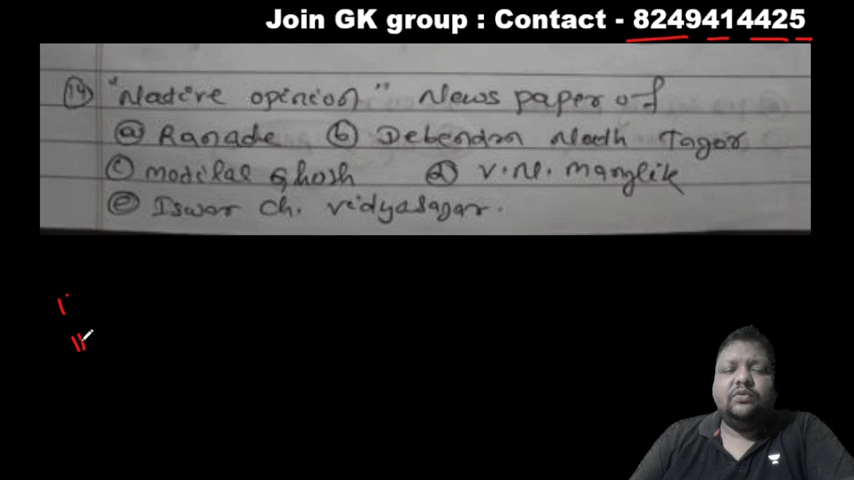 Join GK group : Contact - 8249414425
(14) "Native opinion" News paper of
(a) Ranade (b) Debendra Nath Tagor
(c) Motilal Ghosh (d) V.N. Manglik
(e) Iswar Ch. Vidyasagar.